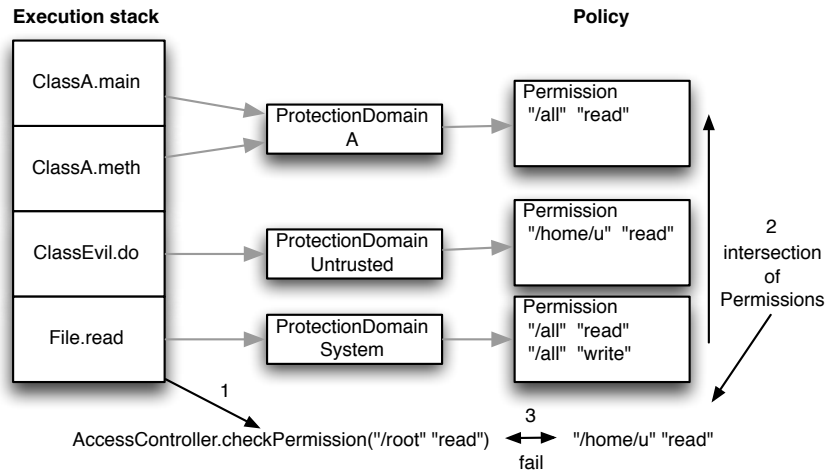 Execution stack
Policy
ClassA.main
ClassA.meth
ClassEvil.do
File.read
ProtectionDomain
A
ProtectionDomain
Untrusted
ProtectionDomain
System
Permission
"/all" "read"
Permission
"/home/u" "read"
Permission
"/all" "read"
"/all" "write"
2
intersection
of
Permissions
1
AccessController.checkPermission("/root" "read")
3
fail
"/home/u" "read"